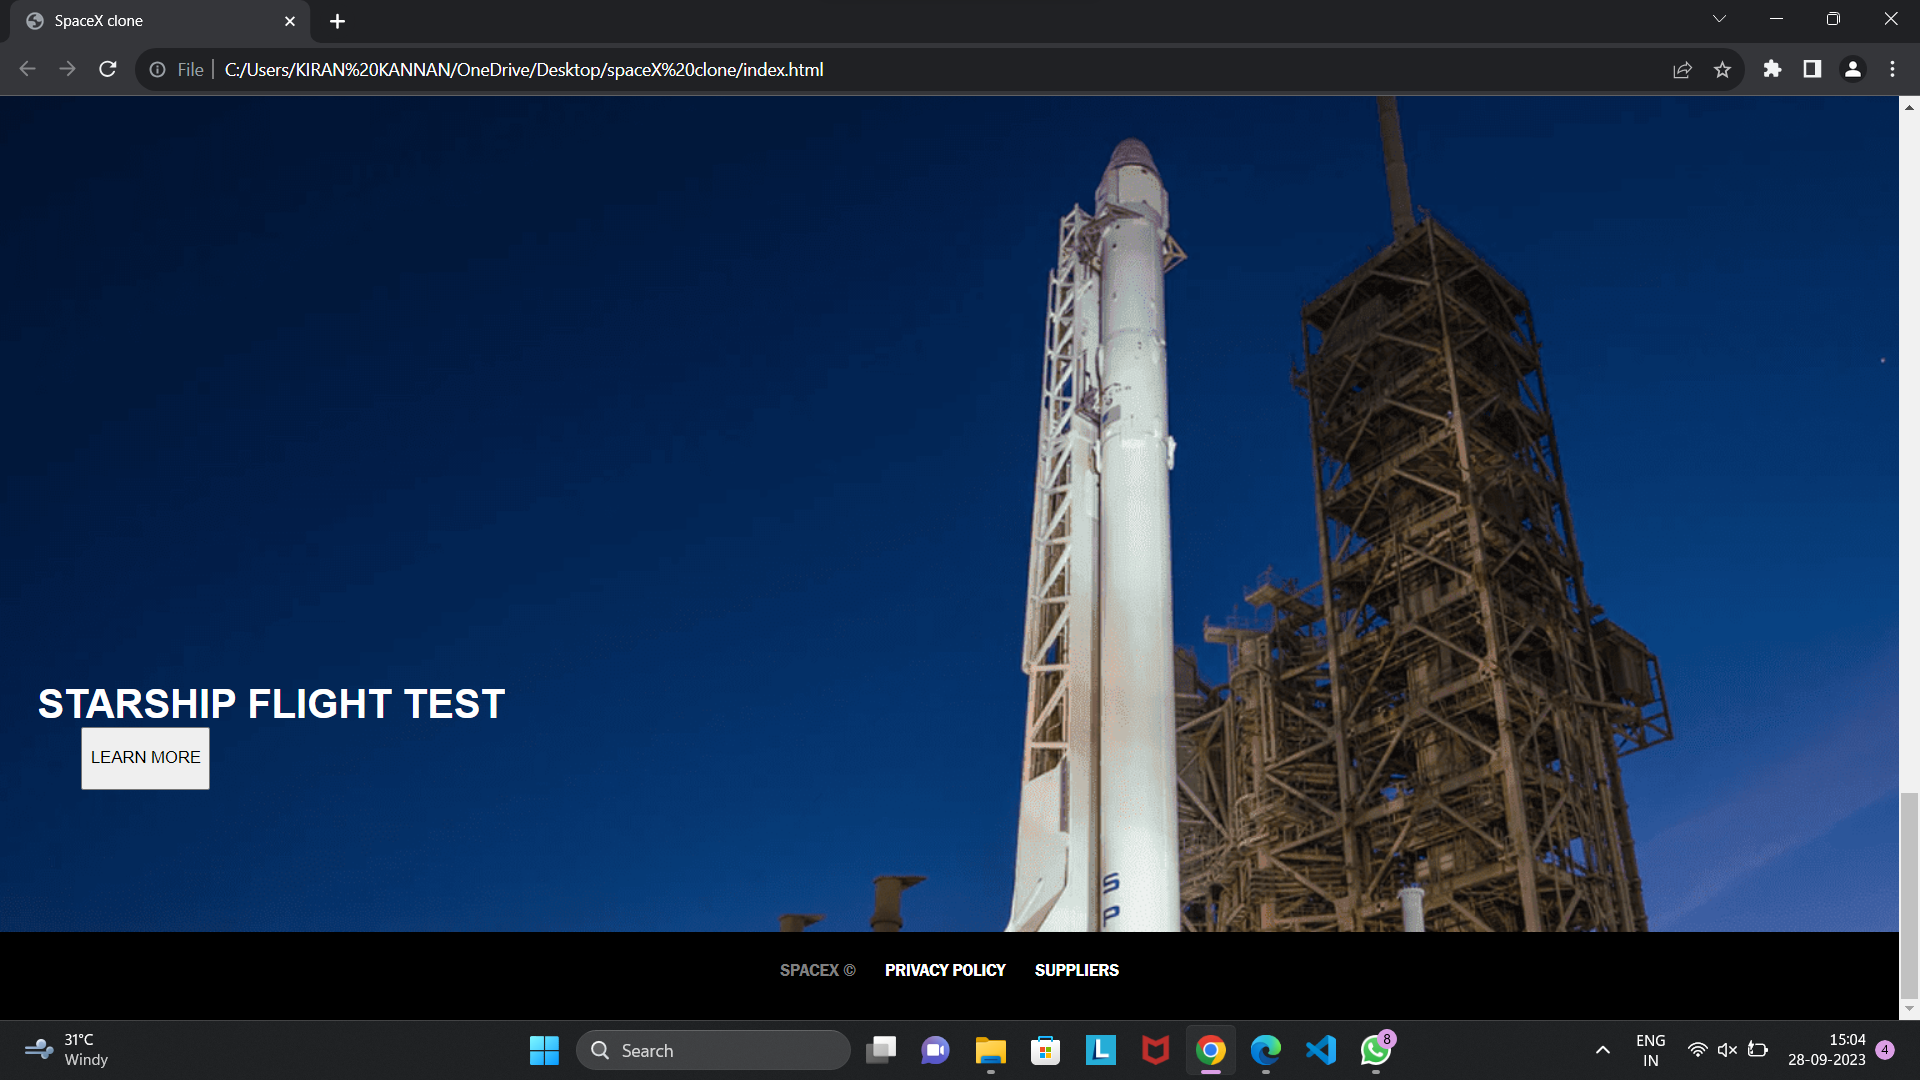 SpaceX clone
File
C:/Users/KIRAN%20KANNAN/OneDrive/Desktop/spaceX%20clone/index.html
S
P
STARSHIP FLIGHT TEST
LEARN MORE
SPACEX © PRIVACY POLICY SUPPLIERS
31°C
Windy
Search
L
8
ENG
IN
15:04
28-09-2023
4